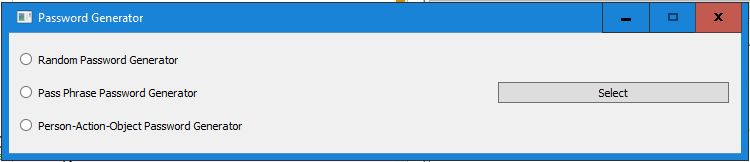 Password Generator
Random Password Generator
Pass Phrase Password Generator
Select
Person-Action-Object Password Generator